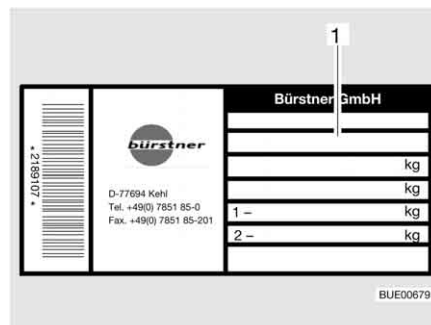 1
Bürstner GmbH
* 2189107 *
bürstner
D-77694 Kehl
Tel. +49(0) 7851 85-0
Fax. +49(0) 7851 85-201
kg
kg
1 – kg
2 – kg
BUE00679